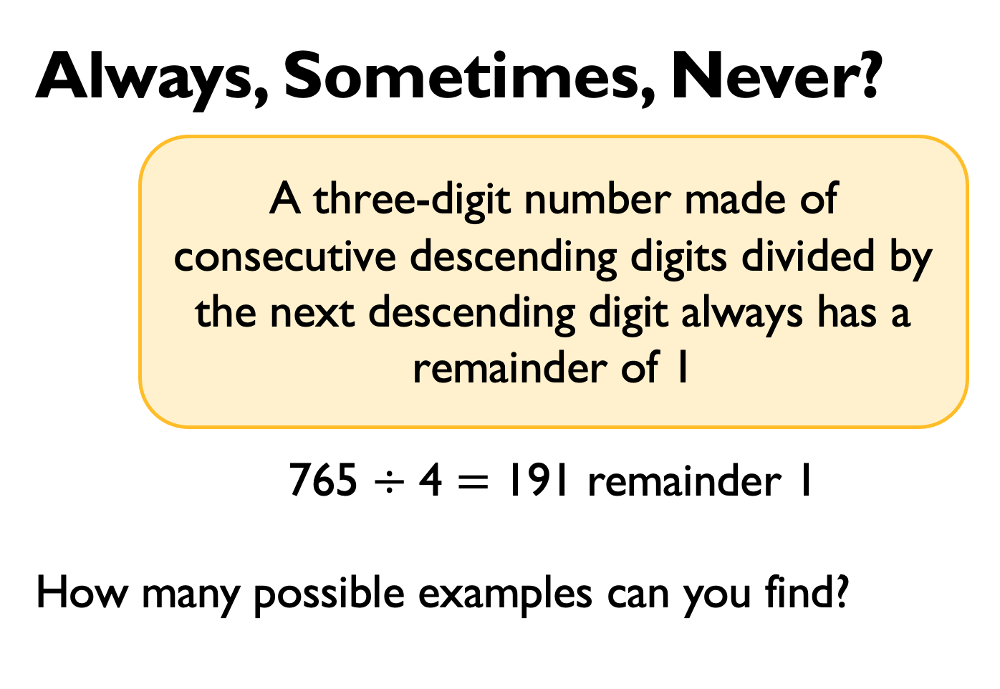 Always, Sometimes, Never?
A three-digit number made of
consecutive descending digits divided by
the next descending digit always has a
remainder of 1
765 ÷ 4 = 191 remainder 1
How many possible examples can you find?